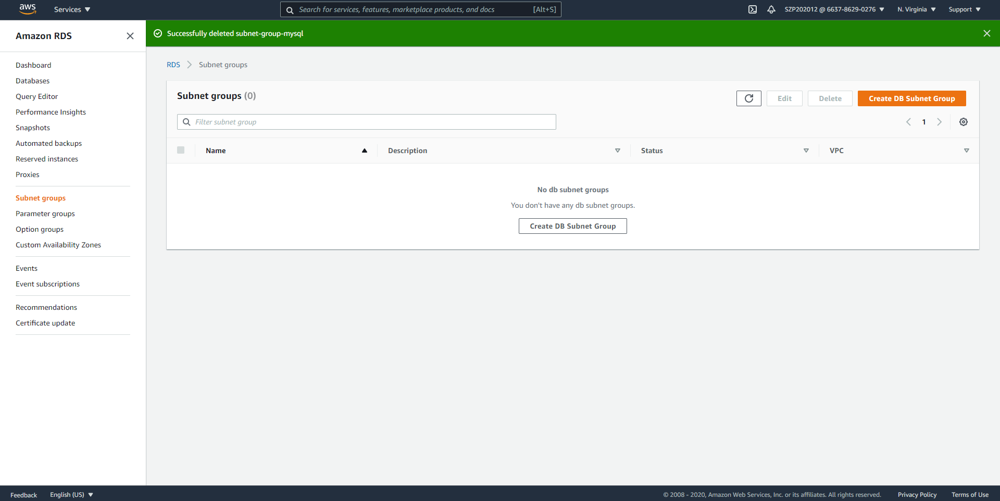 aws
Services
Search for services, features, marketplace products, and docs [Alt+S]
SZP202012 @ 6637-8629-0276
N. Virginia
Support
Amazon RDS
Successfully deleted subnet-group-mysql
Dashboard
Databases
Query Editor
Performance Insights
Snapshots
Automated backups
Reserved instances
Proxies
Subnet groups
Parameter groups
Option groups
Custom Availability Zones
Events
Event subscriptions
Recommendations
Certificate update
RDS > Subnet groups
Subnet groups (0)
Edit
Delete
Create DB Subnet Group
Filter subnet group
1
Name
Description
Status
VPC
No db subnet groups
You don't have any db subnet groups.
Create DB Subnet Group
Feedback
English (US)
© 2008 - 2020, Amazon Web Services, Inc. or its affiliates. All rights reserved.
Privacy Policy
Terms of Use